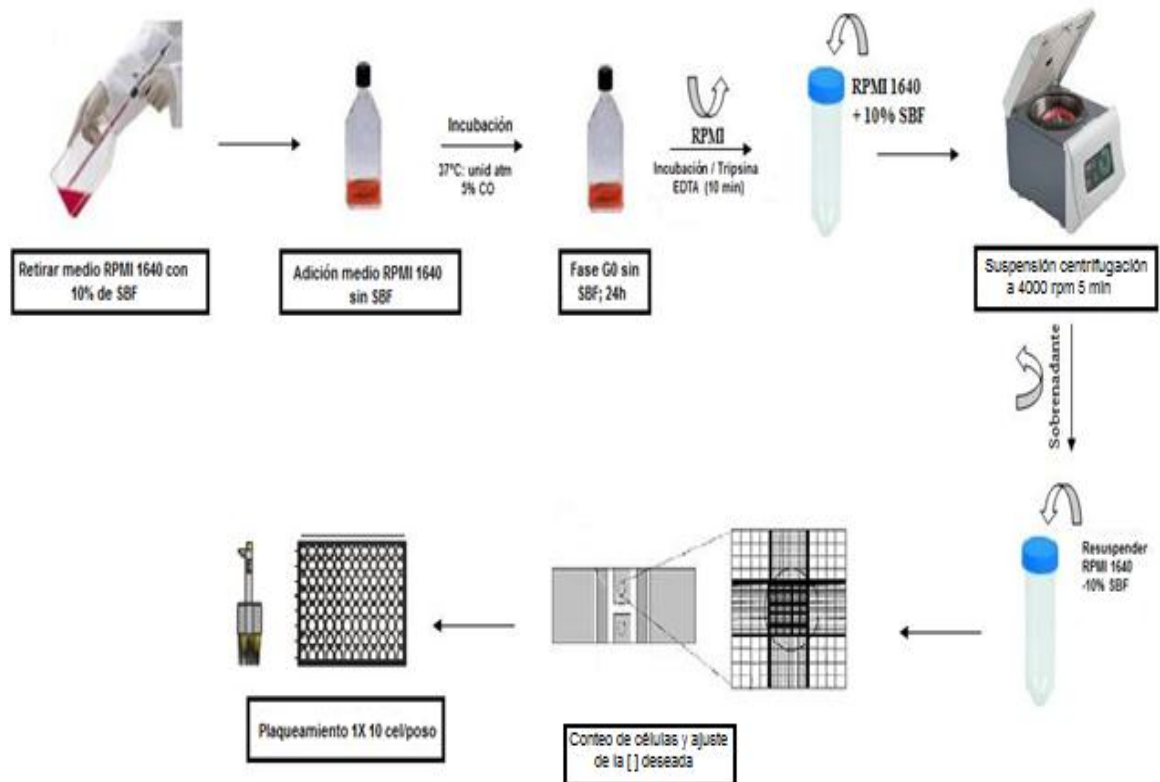 RPMI 1640
+ 10% SBF
Incubación
37ºC: unid atm
5% CO
RPMI
Incubación / Tripsina
EDTA (10 min)
Retirar medio RPMI 1640 con
10% de SBF
Adición medio RPMI 1640
sin SBF
Fase G0 sin
SBF; 24h
Suspensión centrifugación
a 4000 rpm 5 min
Sobrenadante
Resuspender
RPMI 1640
-10% SBF
Conteo de células y ajuste
de la [ ] deseada
Plaqueamiento 1X 10 cel/poso